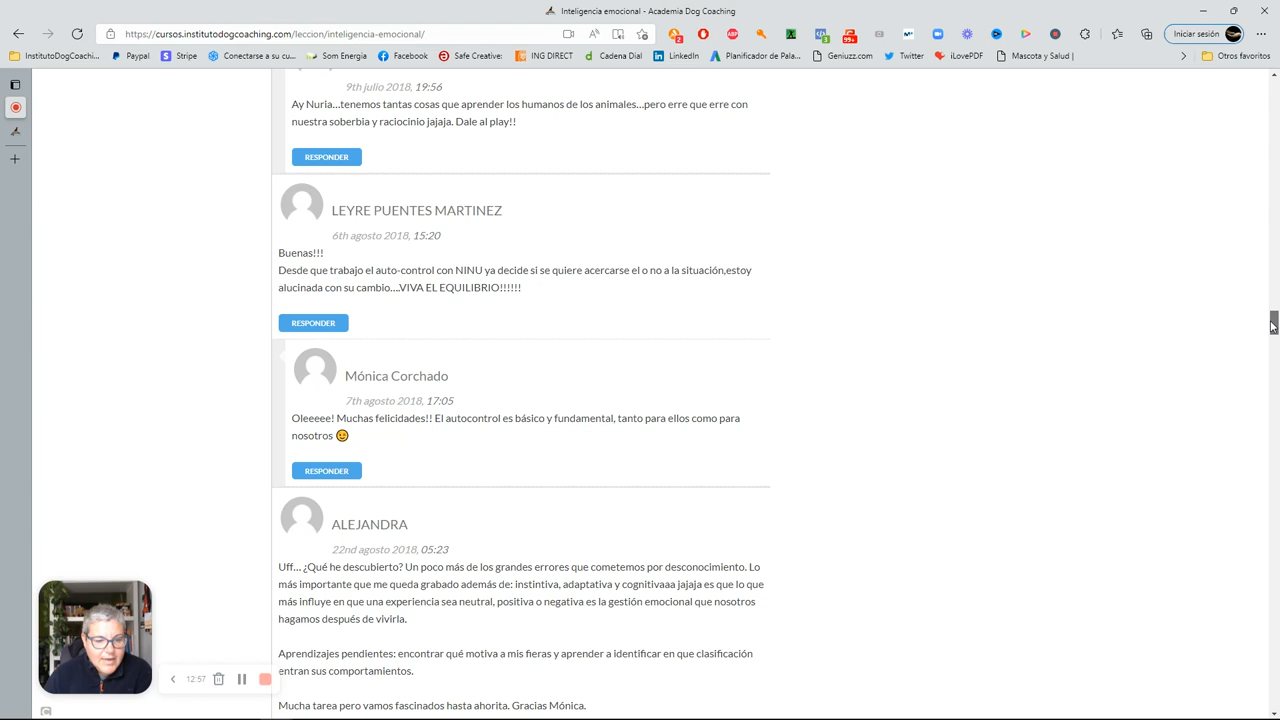 Inteligencia emocional - Academia Dog Coaching
https://cursos.institutodogcoaching.com/leccion/inteligencia-emocional/
2
3
99+
Iniciar sesión
InstitutoDogCoachi... Paypal Stripe Conectarse a su cu... Som Energia Facebook Safe Creative: ING DIRECT Cadena Dial LinkedIn Planificador de Pala... Geniuzz.com Twitter iLovePDF Mascota y Salud | Otros favoritos
9th julio 2018, 19:56
Ay Nuria...tenemos tantas cosas que aprender los humanos de los animales...pero erre que erre con
nuestra soberbia y raciocinio jajaja. Dale al play!!
RESPONDER
LEYRE PUENTES MARTINEZ
6th agosto 2018, 15:20
Buenas!!!
Desde que trabajo el auto-control con NINU ya decide si se quiere acercarse el o no a la situación,estoy
alucinada con su cambio....VIVA EL EQUILIBRIO!!!!!!
RESPONDER
Mónica Corchado
7th agosto 2018, 17:05
Oleeeee! Muchas felicidades!! El autocontrol es básico y fundamental, tanto para ellos como para
nosotros 😉
RESPONDER
ALEJANDRA
22nd agosto 2018, 05:23
Uff... ¿Qué he descubierto? Un poco más de los grandes errores que cometemos por desconocimiento. Lo
más importante que me queda grabado además de: instintiva, adaptativa y cognitivaaa jajaja es que lo que
más influye en que una experiencia sea neutral, positiva o negativa es la gestión emocional que nosotros
hagamos después de vivirla.
Aprendizajes pendientes: encontrar qué motiva a mis fieras y aprender a identificar en que clasificación
entran sus comportamientos.
12:57
Mucha tarea pero vamos fascinados hasta ahorita. Gracias Mónica.